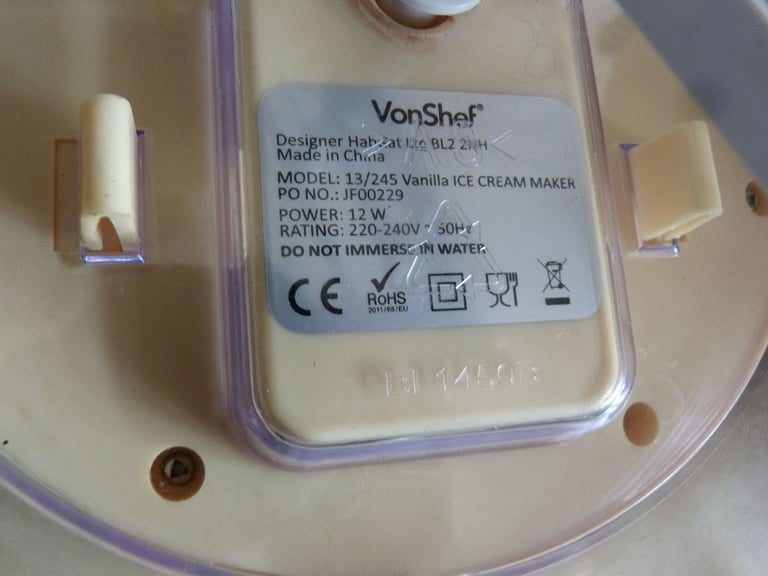 VonShef®
Designer Habitat Ltd BL2 2NH
Made in China
MODEL: 13/245 Vanilla ICE CREAM MAKER
PO NO.: JF00229
POWER: 12 W
RATING: 220-240V ~ 50Hz
DO NOT IMMERSE IN WATER
CE
RoHS
2011/65/EU
BL1450B